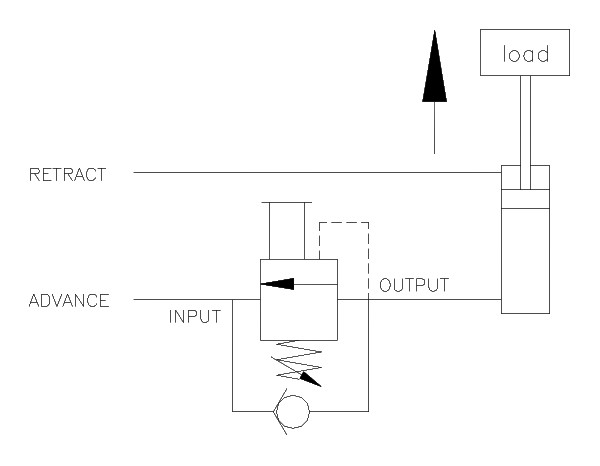 load
RETRACT
OUTPUT
ADVANCE
INPUT